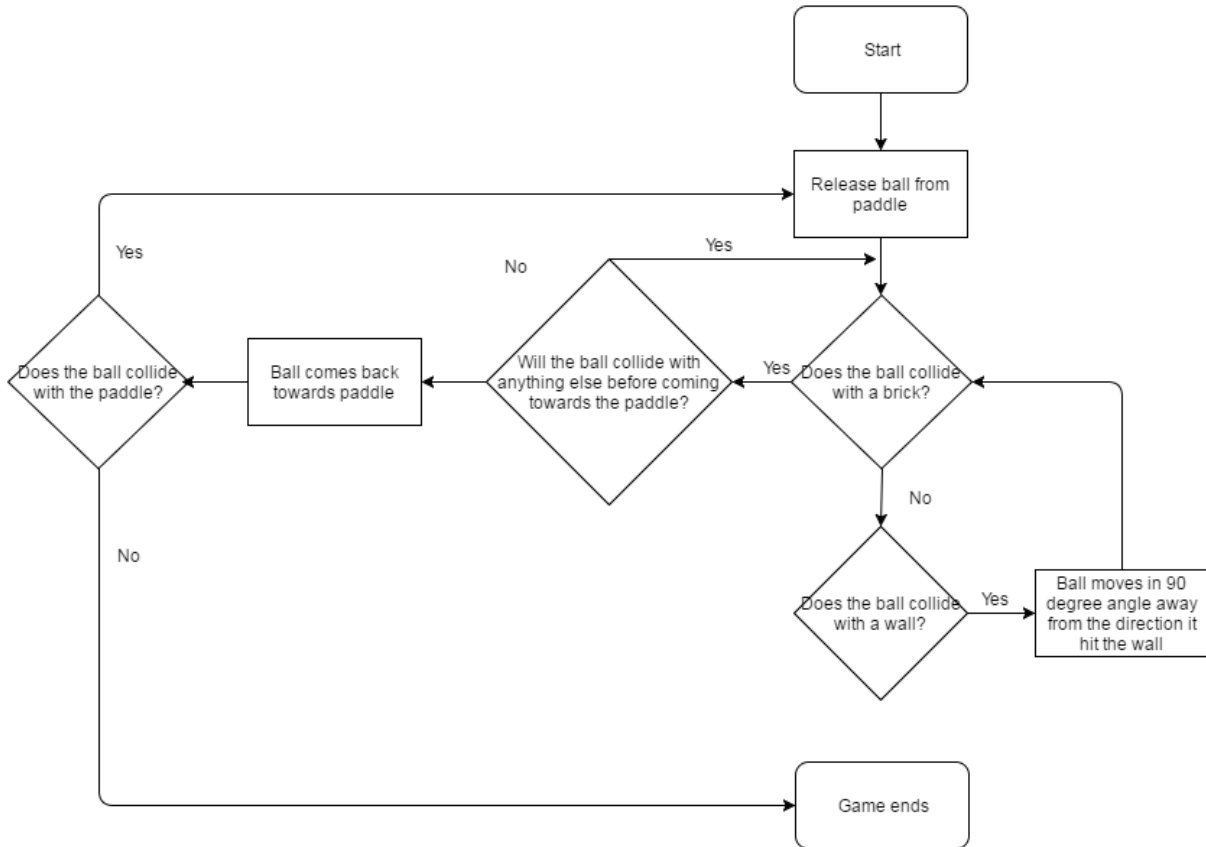 Start
Release ball from
paddle
Yes
Yes
No
Does the ball collide
with the paddle?
Ball comes back
towards paddle
Will the ball collide with
anything else before coming
towards the paddle?
Yes
Does the ball collide
with a brick?
No
No
Does the ball collide
with a wall?
Yes
Ball moves in 90
degree angle away
from the direction it
hit the wall
Game ends